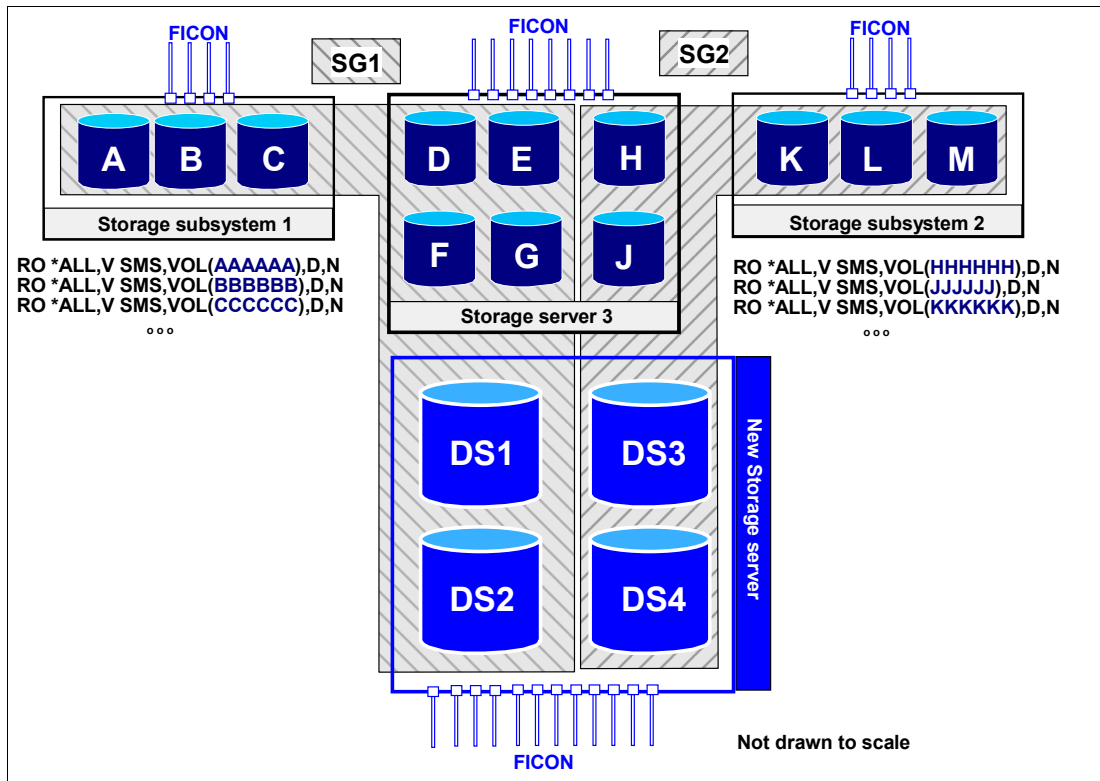 FICON
FICON
FICON
SG1
SG2
A
B
C
D
E
H
K
L
M
F
G
J
Storage subsystem 1
Storage server 3
Storage subsystem 2
RO *ALL,V SMS,VOL(AAAAAA),D,N
RO *ALL,V SMS,VOL(BBBBBB),D,N
RO *ALL,V SMS,VOL(CCCCCC),D,N
ooo
RO *ALL,V SMS,VOL(HHHHHH),D,N
RO *ALL,V SMS,VOL(JJJJJJ),D,N
RO *ALL,V SMS,VOL(KKKKKK),D,N
...
DS1
DS3
DS2
DS4
New Storage server
FICON
Not drawn to scale